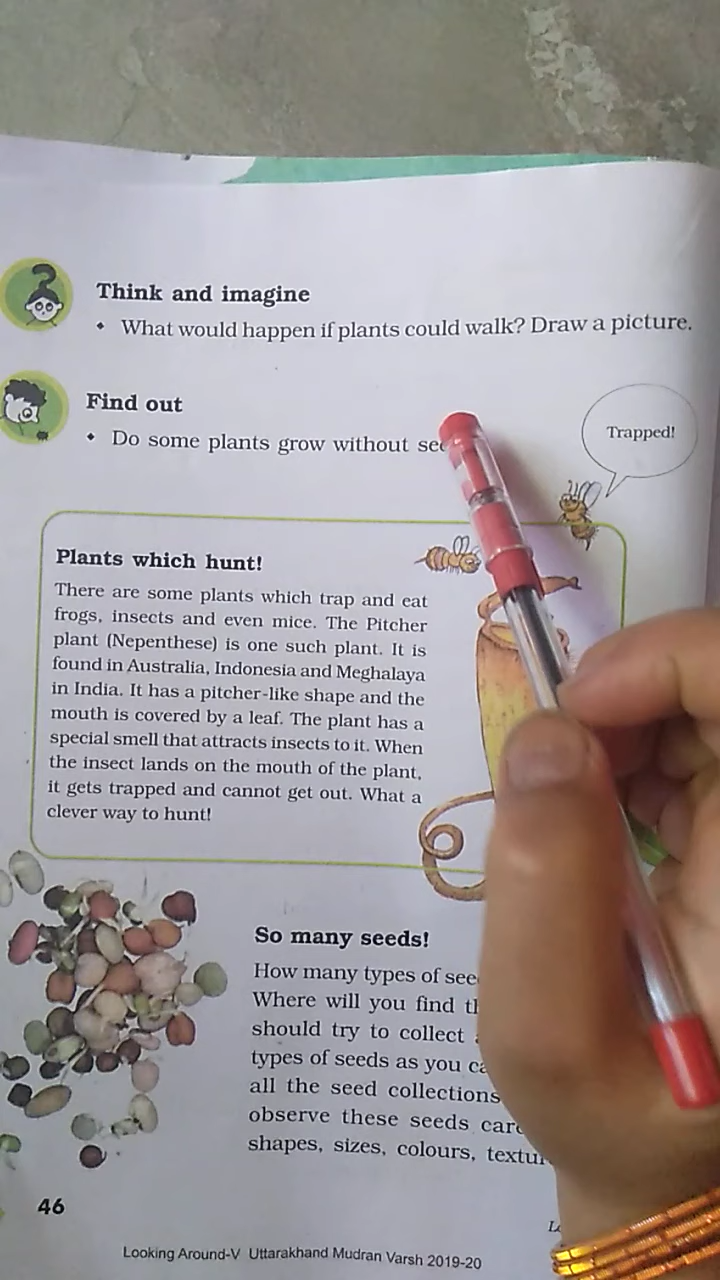 Think and imagine
• What would happen if plants could walk? Draw a picture.
Find out
• Do some plants grow without
Trapped!
Plants which hunt!
There are some plants which trap and eat
frogs, insects and even mice. The Pitcher
plant (Nepenthese) is one such plant. It is
found in Australia, Indonesia and Meghalaya
in India. It has a pitcher-like shape and the
mouth is covered by a leaf. The plant has a
special smell that attracts insects to it. When
the insect lands on the mouth of the plant,
it gets trapped and cannot get out. What a
clever way to hunt!
So many seeds!
How many types of
Where will you find
should try to collect
types of seeds as you
all the seed collections
observe these seeds
shapes, sizes, colours,
46
Looking Around-V Uttarakhand Mudran Varsh 2019-20